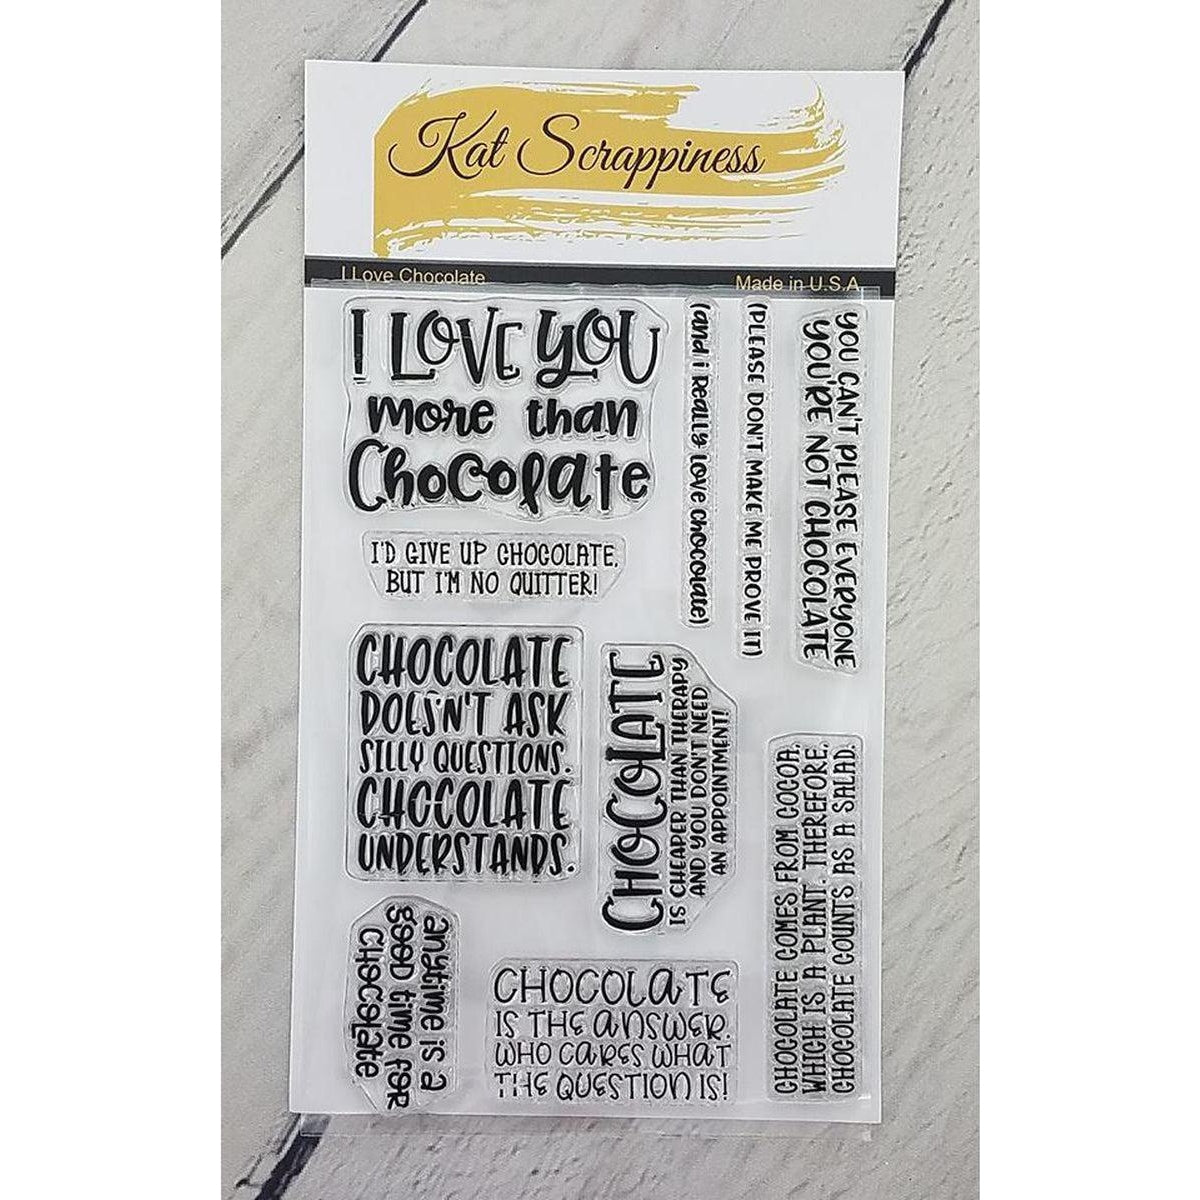 Kat Scrappiness
I Love Chocolate
Made in U.S.A
I LOVE YOU
more than
Chocolate
(and i REally LOVE chocolate)
(PLEASE DON'T MAKE ME PROVE IT)
YOU CAN'T PLEASE EVERYONE
YOU'RE NOT CHOCOLATE
I'D GIVE UP CHOCOLATE,
BUT I'M NO QUITTER!
CHOCOLATE
DOESN'T ASK
SILLY QUESTIONS.
CHOCOLATE
UNDERSTANDS.
CHOCOLATE
IS CHEAPER THAN THERAPY
AND YOU DON'T NEED
AN APPOINTMENT!
CHOCOLATE COMES FROM COCOA,
WHICH IS A PLANT. THEREFORE,
CHOCOLATE COUNTS AS A SALAD.
anytime is a
good time for
chocolate
CHOCOLATE
IS THE ANSWER.
WHO CARES WHAT
THE QUESTION IS!